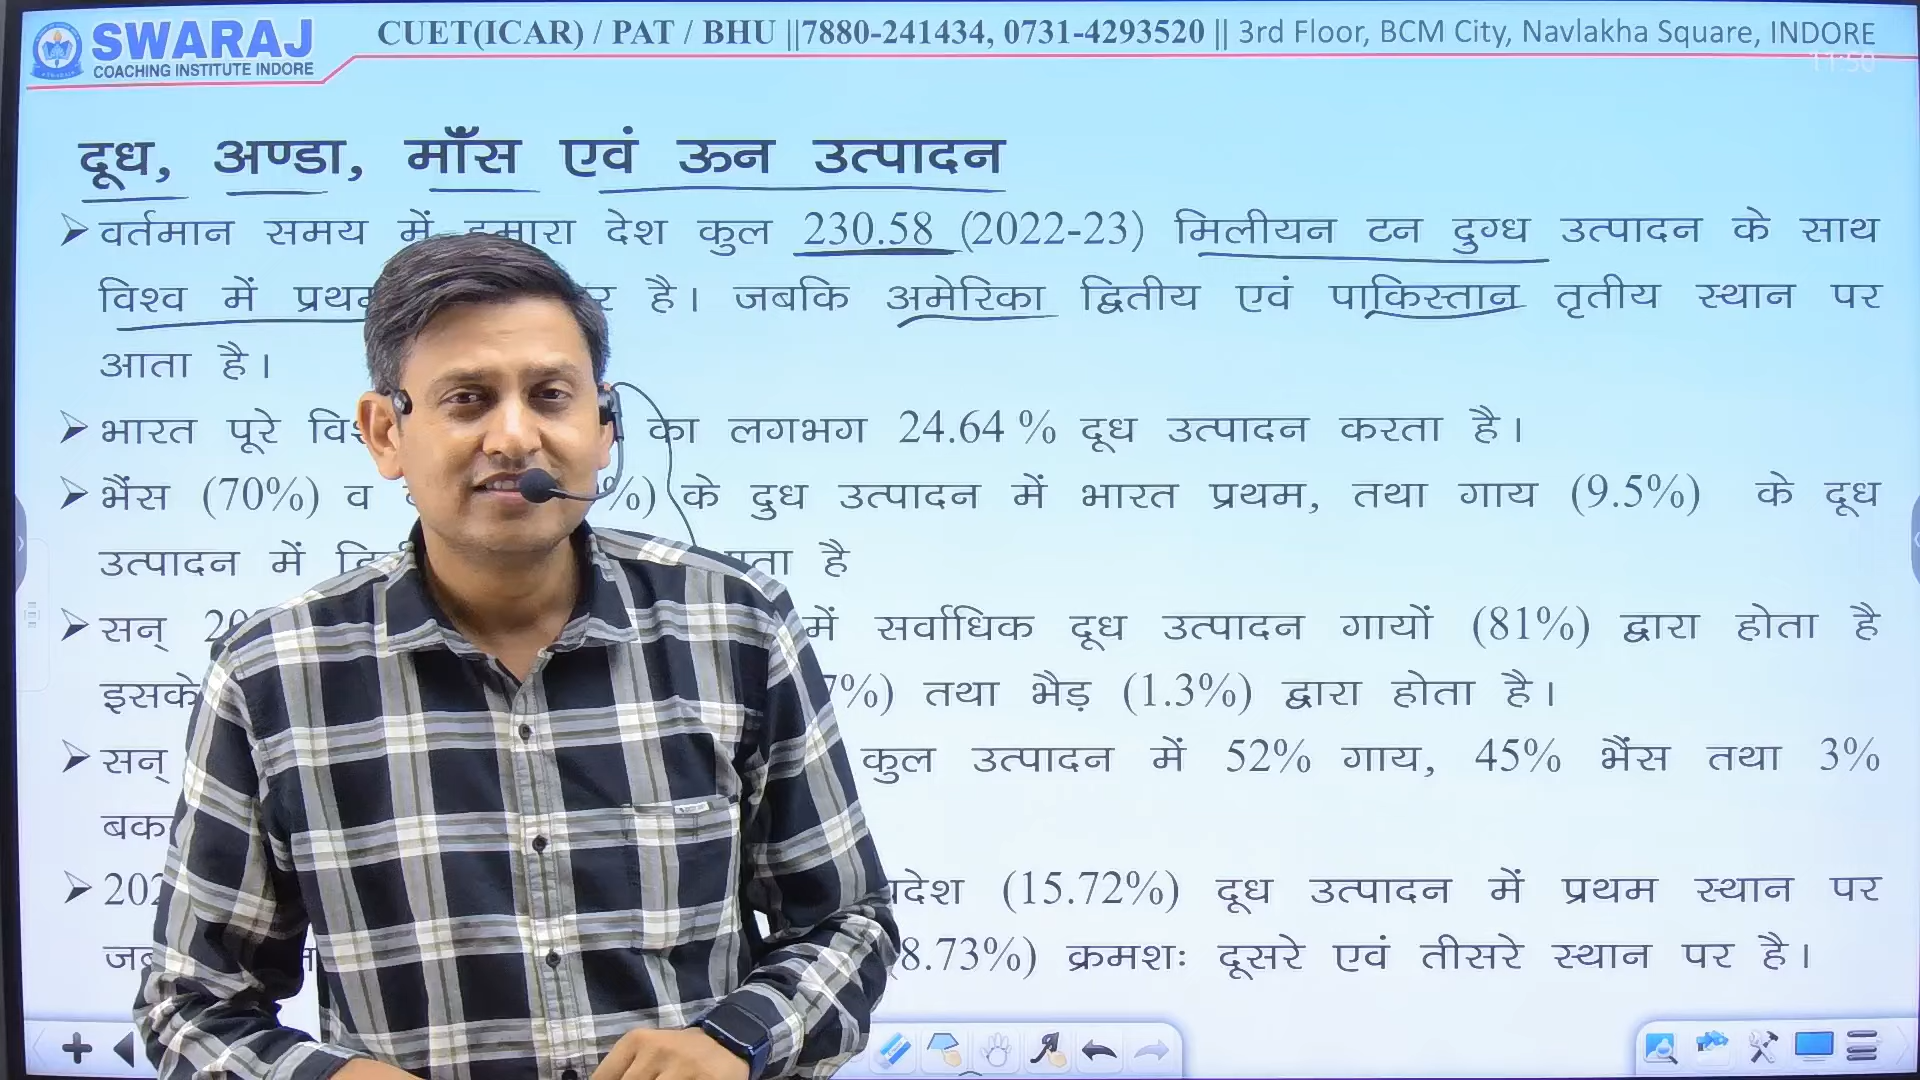 SWARAJ
COACHING INSTITUTE INDORE
CUET(ICAR) / PAT / BHU ||7880-241434, 0731-4293520 || 3rd Floor, BCM City, Navlakha Square, INDORE
11:50
दूध, अण्डा, माँस एवं ऊन उत्पादन
वर्तमान समय में हमारा देश कुल 230.58 (2022-23) मिलीयन टन दुग्ध उत्पादन के साथ
विश्व में है। जबकि अमेरिका द्वितीय एवं पाकिस्तान तृतीय स्थान पर
आता है।
भारत पूरे का लगभग 24.64 % दूध उत्पादन करता है।
भैंस (70%) व %) के दुध उत्पादन में भारत प्रथम, तथा गाय (9.5%) के दूध
उत्पादन में है
सन् में सर्वाधिक दूध उत्पादन गायों (81%) द्वारा होता है
इसके 7%) तथा भैड़ (1.3%) द्वारा होता है।
सन् कुल उत्पादन में 52% गाय, 45% भैंस तथा 3%
(15.72%) दूध उत्पादन में प्रथम स्थान पर
(8.73%) क्रमशः दूसरे एवं तीसरे स्थान पर है।